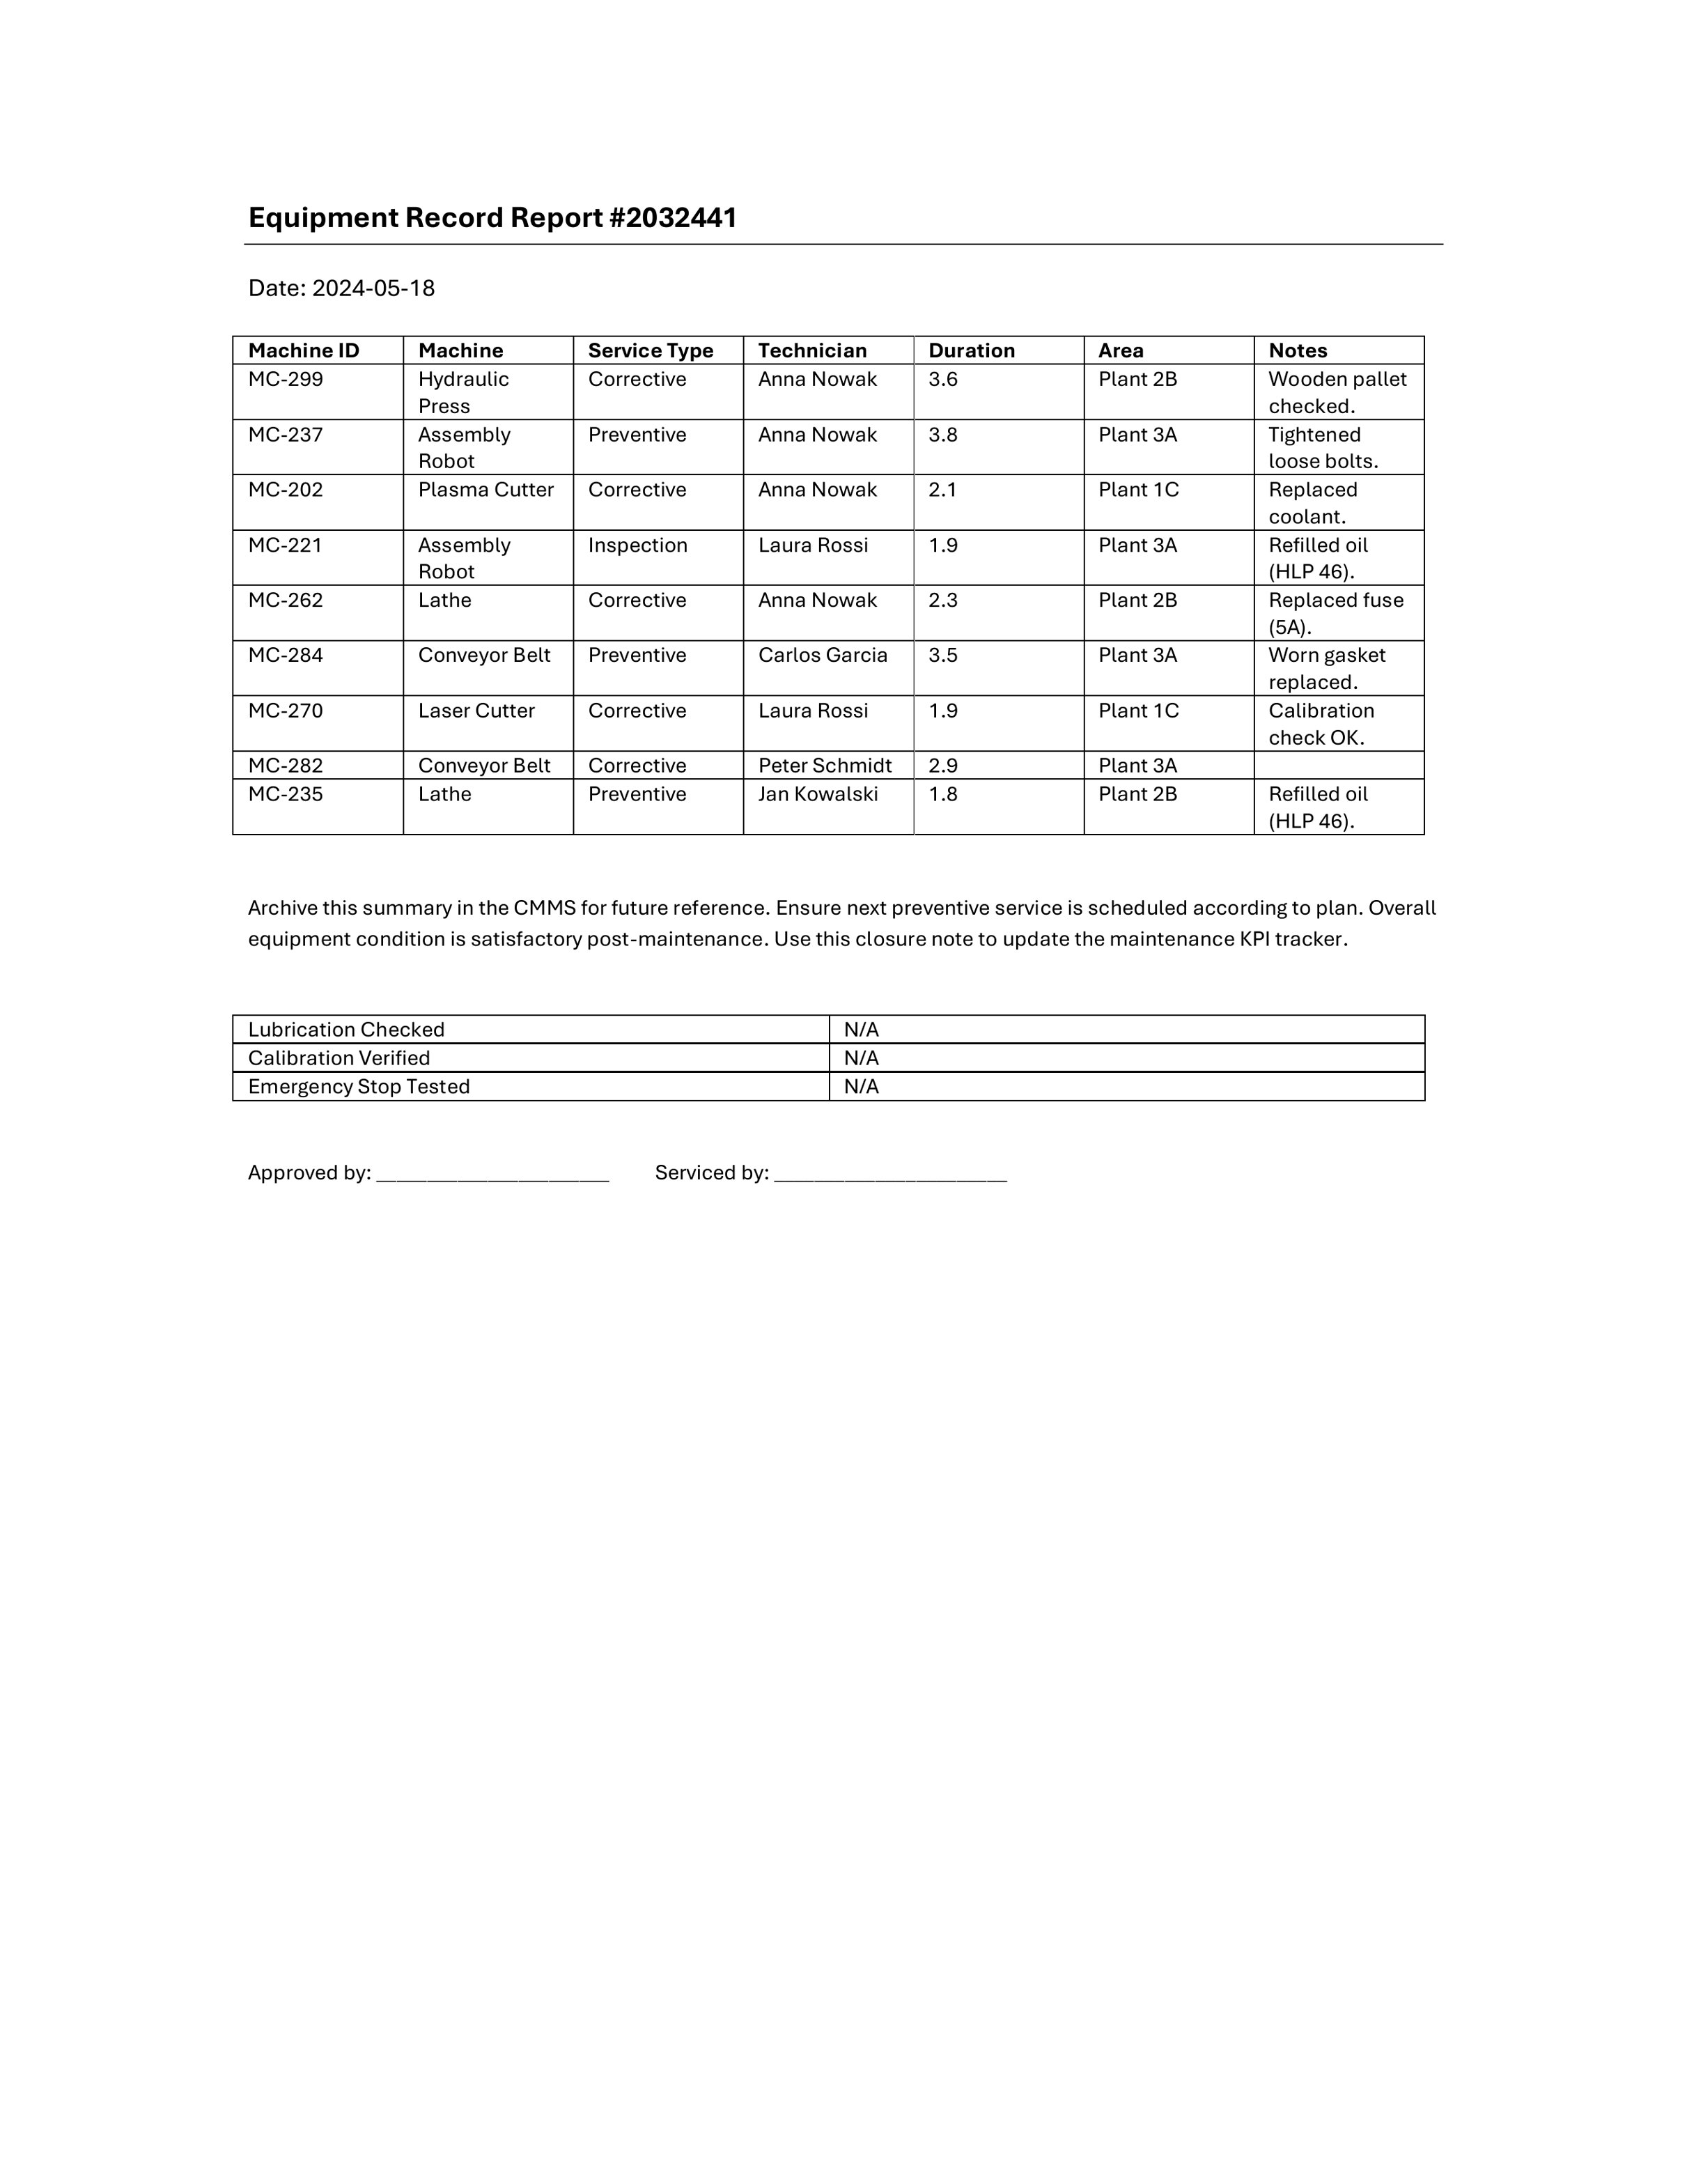 Equipment Record Report #2032441
Date: 2024-05-18
Machine ID Machine Service Type Technician Duration Area Notes
MC-299 Hydraulic Press Corrective Anna Nowak 3.6 Plant 2B Wooden pallet checked.
MC-237 Assembly Robot Preventive Anna Nowak 3.8 Plant 3A Tightened loose bolts.
MC-202 Plasma Cutter Corrective Anna Nowak 2.1 Plant 1C Replaced coolant.
MC-221 Assembly Robot Inspection Laura Rossi 1.9 Plant 3A Refilled oil (HLP 46).
MC-262 Lathe Corrective Anna Nowak 2.3 Plant 2B Replaced fuse (5A).
MC-284 Conveyor Belt Preventive Carlos Garcia 3.5 Plant 3A Worn gasket replaced.
MC-270 Laser Cutter Corrective Laura Rossi 1.9 Plant 1C Calibration check OK.
MC-282 Conveyor Belt Corrective Peter Schmidt 2.9 Plant 3A
MC-235 Lathe Preventive Jan Kowalski 1.8 Plant 2B Refilled oil (HLP 46).
Archive this summary in the CMMS for future reference. Ensure next preventive service is scheduled according to plan. Overall
equipment condition is satisfactory post-maintenance. Use this closure note to update the maintenance KPI tracker.
Lubrication Checked N/A
Calibration Verified N/A
Emergency Stop Tested N/A
Approved by: _______________________ Serviced by: _______________________